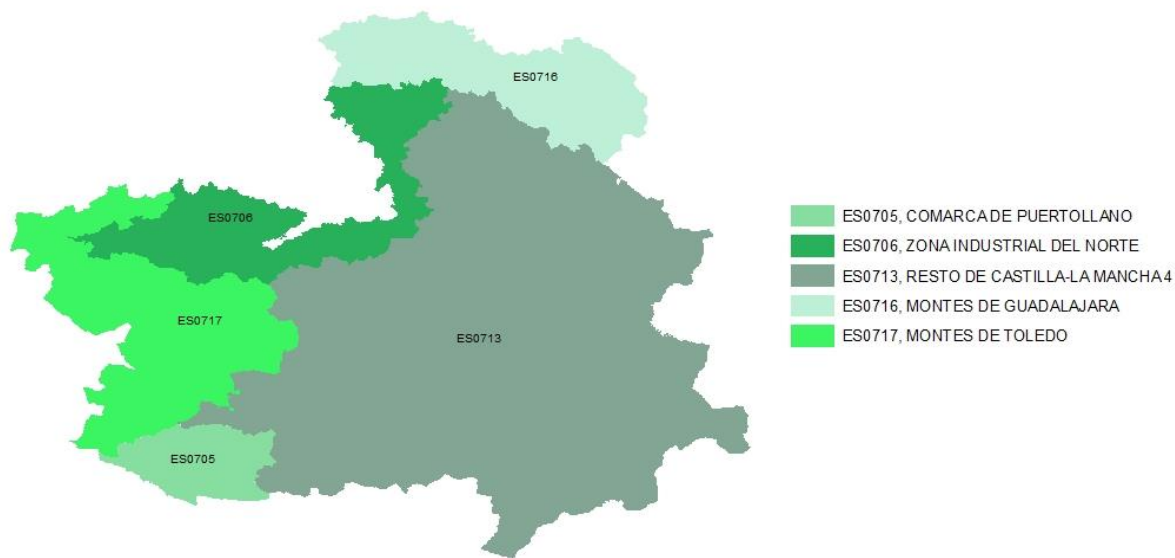 ES0716
ES0706
ES0717
ES0713
ES0705
ES0705, COMARCA DE PUERTOLLANO
ES0706, ZONA INDUSTRIAL DEL NORTE
ES0713, RESTO DE CASTILLA-LA MANCHA 4
ES0716, MONTES DE GUADALAJARA
ES0717, MONTES DE TOLEDO